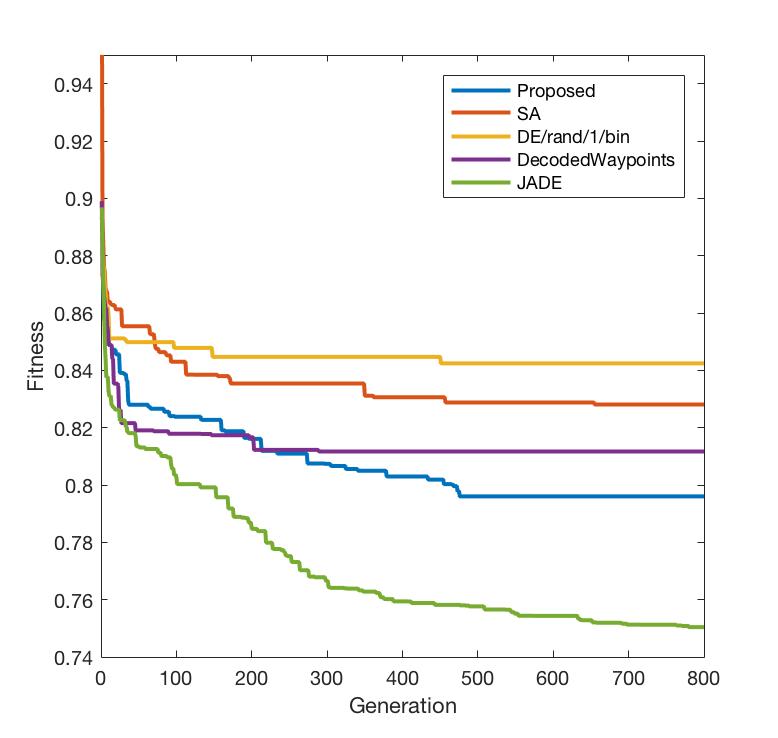 0.94
0.92
0.9
0.88
0.86
0.84
0.82
0.8
0.78
0.76
0.74
Fitness
Proposed
SA
DE/rand/1/bin
DecodedWaypoints
JADE
0 100 200 300 400 500 600 700 800
Generation